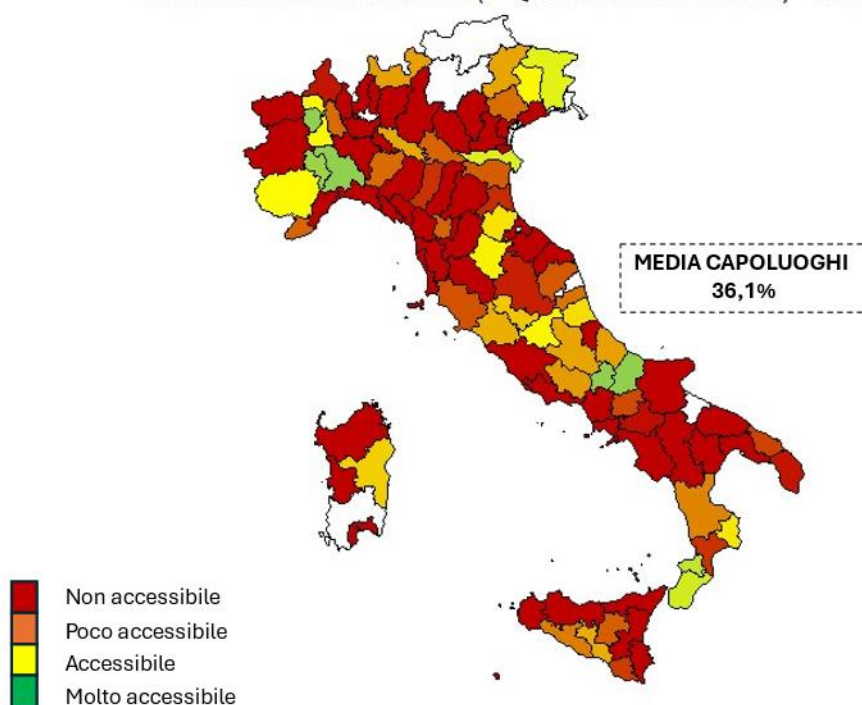 MEDIA CAPOLUOGHI
36,1%
Non accessibile
Poco accessibile
Accessibile
Molto accessibile